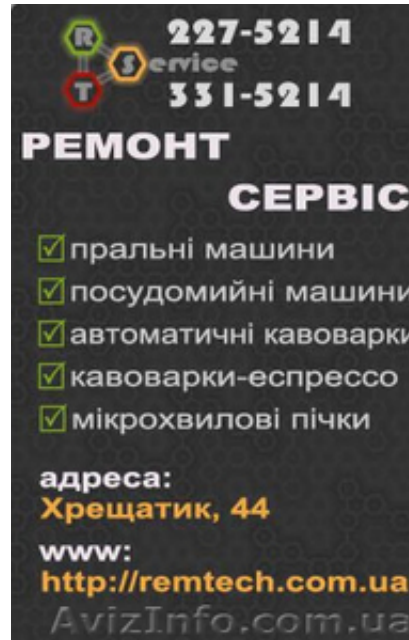 227-5214
R
S ervice
T
331-5214
РЕМОНТ
СЕРВІС
пральні машини
посудомийні машини
автоматичні кавоварки
кавоварки-еспрессо
мікрохвилові пічки
адреса:
Хрещатик, 44
www:
http://remtech.com.ua
AvizInfo.com.ua